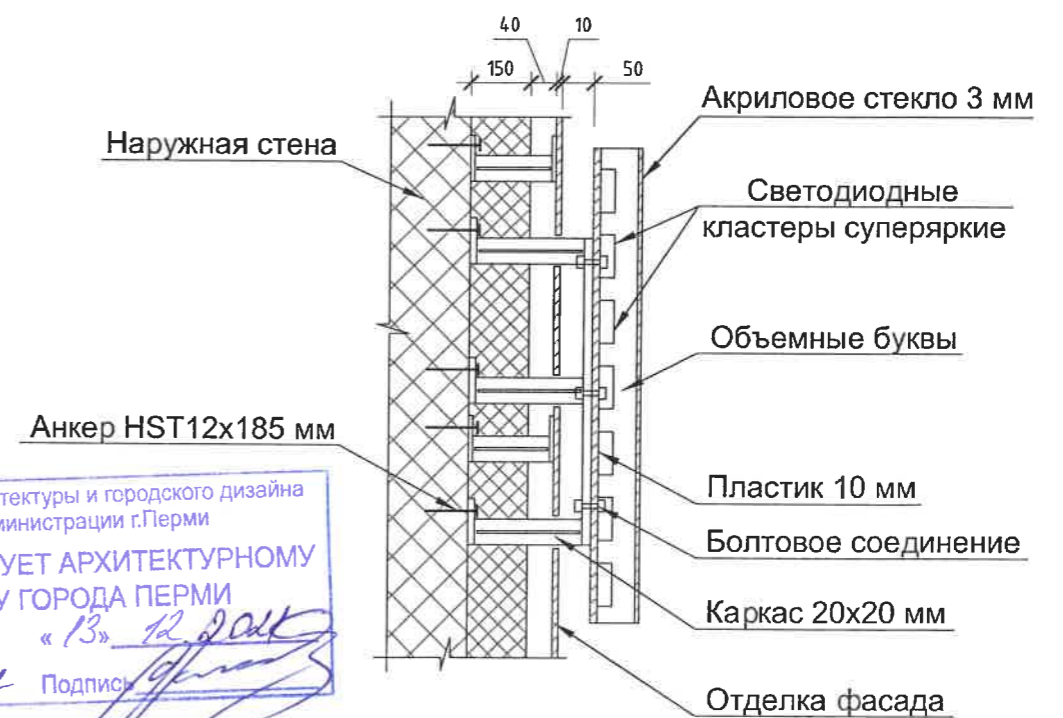 40 10
150 50
Акриловое стекло 3 мм
Наружная стена
Светодиодные
кластеры суперяркие
Объемные буквы
Анкер HST12x185 мм
Пластик 10 мм
Болтовое соединение
Каркас 20x20 мм
Отделка фасада
тектуры и городского дизайна
министрации г.Перми
УЕТ АРХИТЕКТУРНОМУ
У ГОРОДА ПЕРМИ
« 13» 12
Подпись